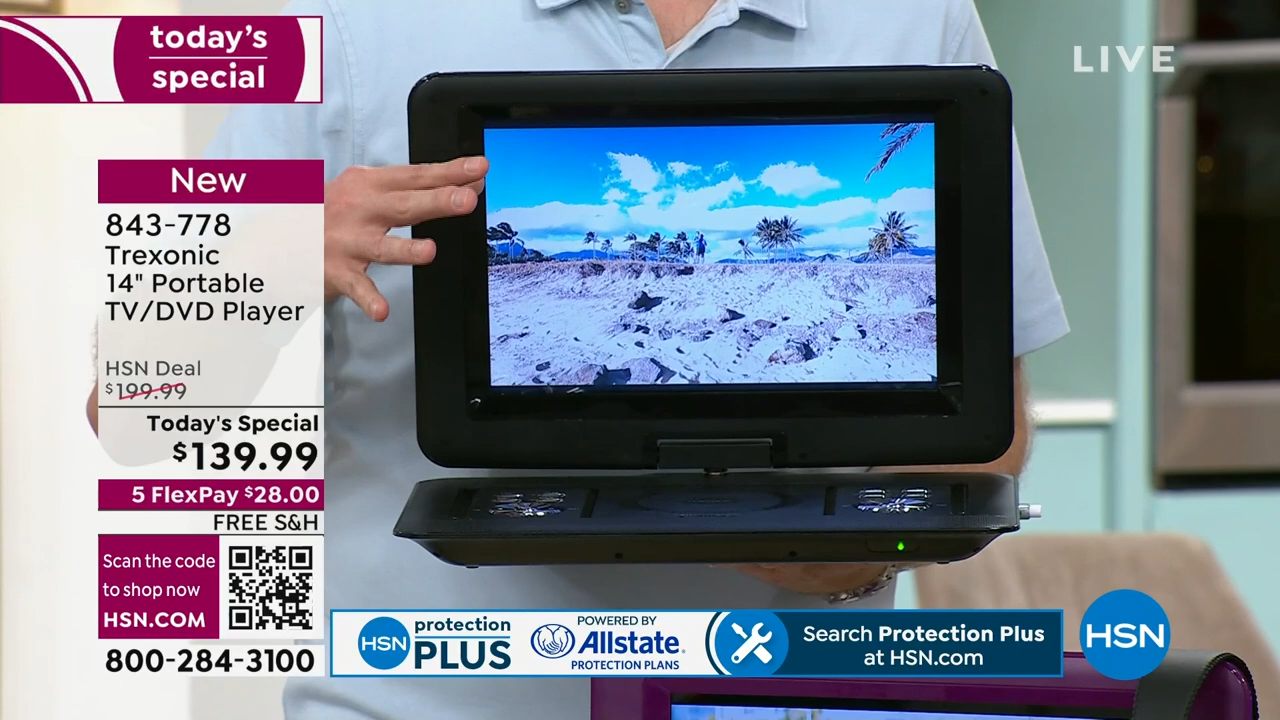 today's
special
LIVE
New
843-778
Trexonic
14" Portable
TV/DVD Player
HSN Deal
$199.99
Today's Special
$139.99
5 FlexPay $28.00
FREE S&H
Scan the code
to shop now
HSN.COM
800-284-3100
HSN protection
PLUS
POWERED BY
Allstate
PROTECTION PLANS
Search Protection Plus
at HSN.com
HSN